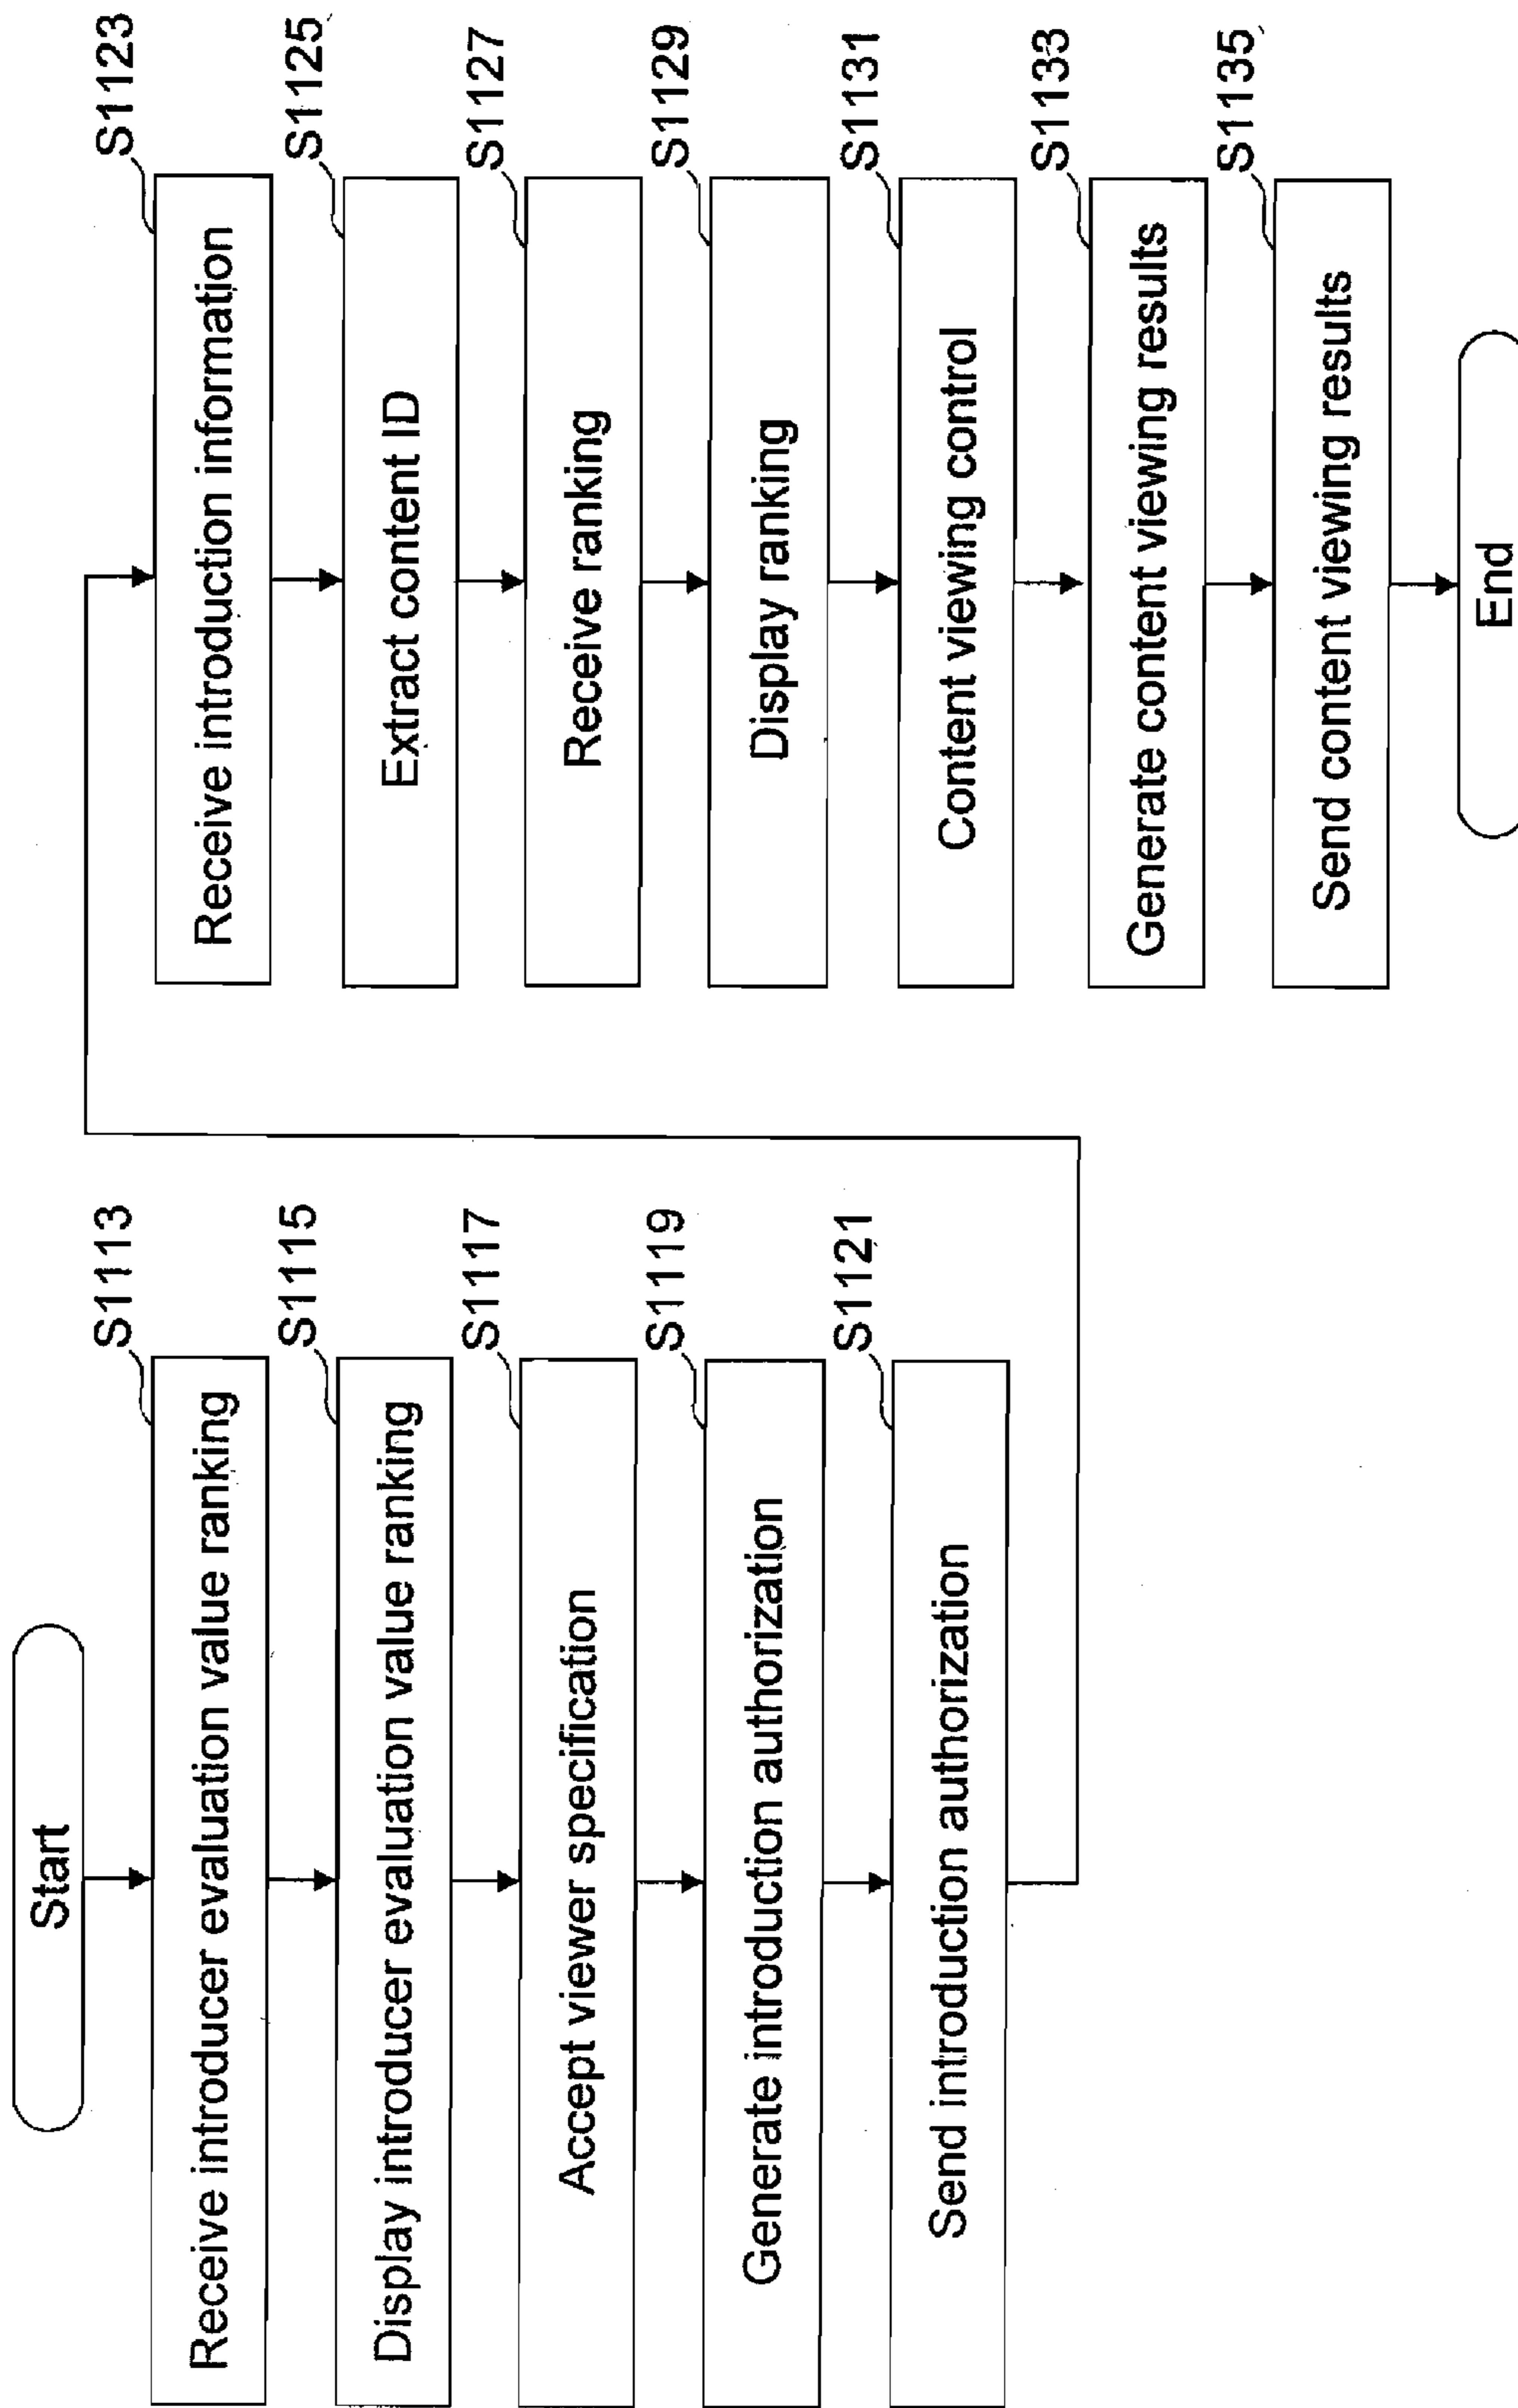 Start
S1113
Receive introducer evaluation value ranking
S1115
Display introducer evaluation value ranking
S1117
Accept viewer specification
S1119
Generate introduction authorization
S1121
Send introduction authorization
S1123
Receive introduction information
S1125
Extract content ID
S1127
Receive ranking
S1129
Display ranking
S1131
Content viewing control
S1133
Generate content viewing results
S1135
Send content viewing results
End